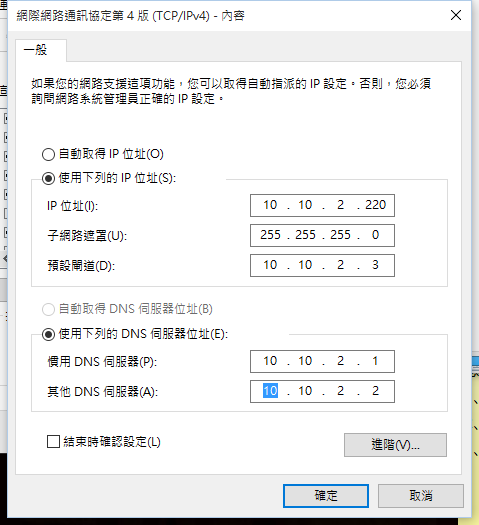 網際網路通訊協定第 4 版 (TCP/IPv4) - 內容
一般
如果您的網路支援這項功能，您可以取得自動指派的 IP 設定。否則，您必須
詢問網路系統管理員正確的 IP 設定。
自動取得 IP 位址(O)
使用下列的 IP 位址(S):
IP 位址(I): 10 . 10 . 2 . 220
子網路遮罩(U): 255 . 255 . 255 . 0
預設閘道(D): 10 . 10 . 2 . 3
自動取得 DNS 伺服器位址(B)
使用下列的 DNS 伺服器位址(E):
慣用 DNS 伺服器(P): 10 . 10 . 2 . 1
其他 DNS 伺服器(A): 10 . 10 . 2 . 2
結束時確認設定(L)
進階(V)...
確定
取消